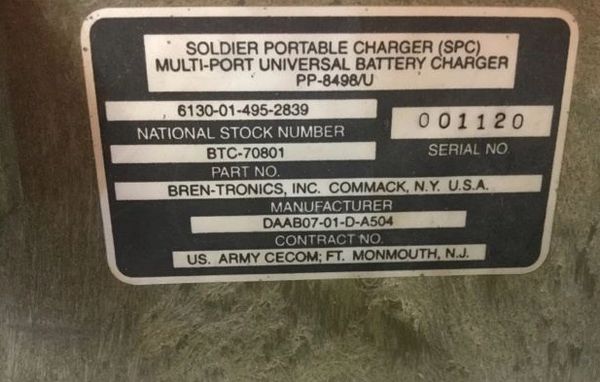 SOLDIER PORTABLE CHARGER (SPC)
MULTI-PORT UNIVERSAL BATTERY CHARGER
PP-8498/U
6130-01-495-2839
NATIONAL STOCK NUMBER
001120
SERIAL NO
BTC-70801
PART NO.
BREN-TRONICS, INC. COMMACK, N.Y. U.S.A.
MANUFACTURER
DAAB07-01-D-A504
CONTRACT NO.
US. ARMY CECOM; FT. MONMOUTH, N.J.